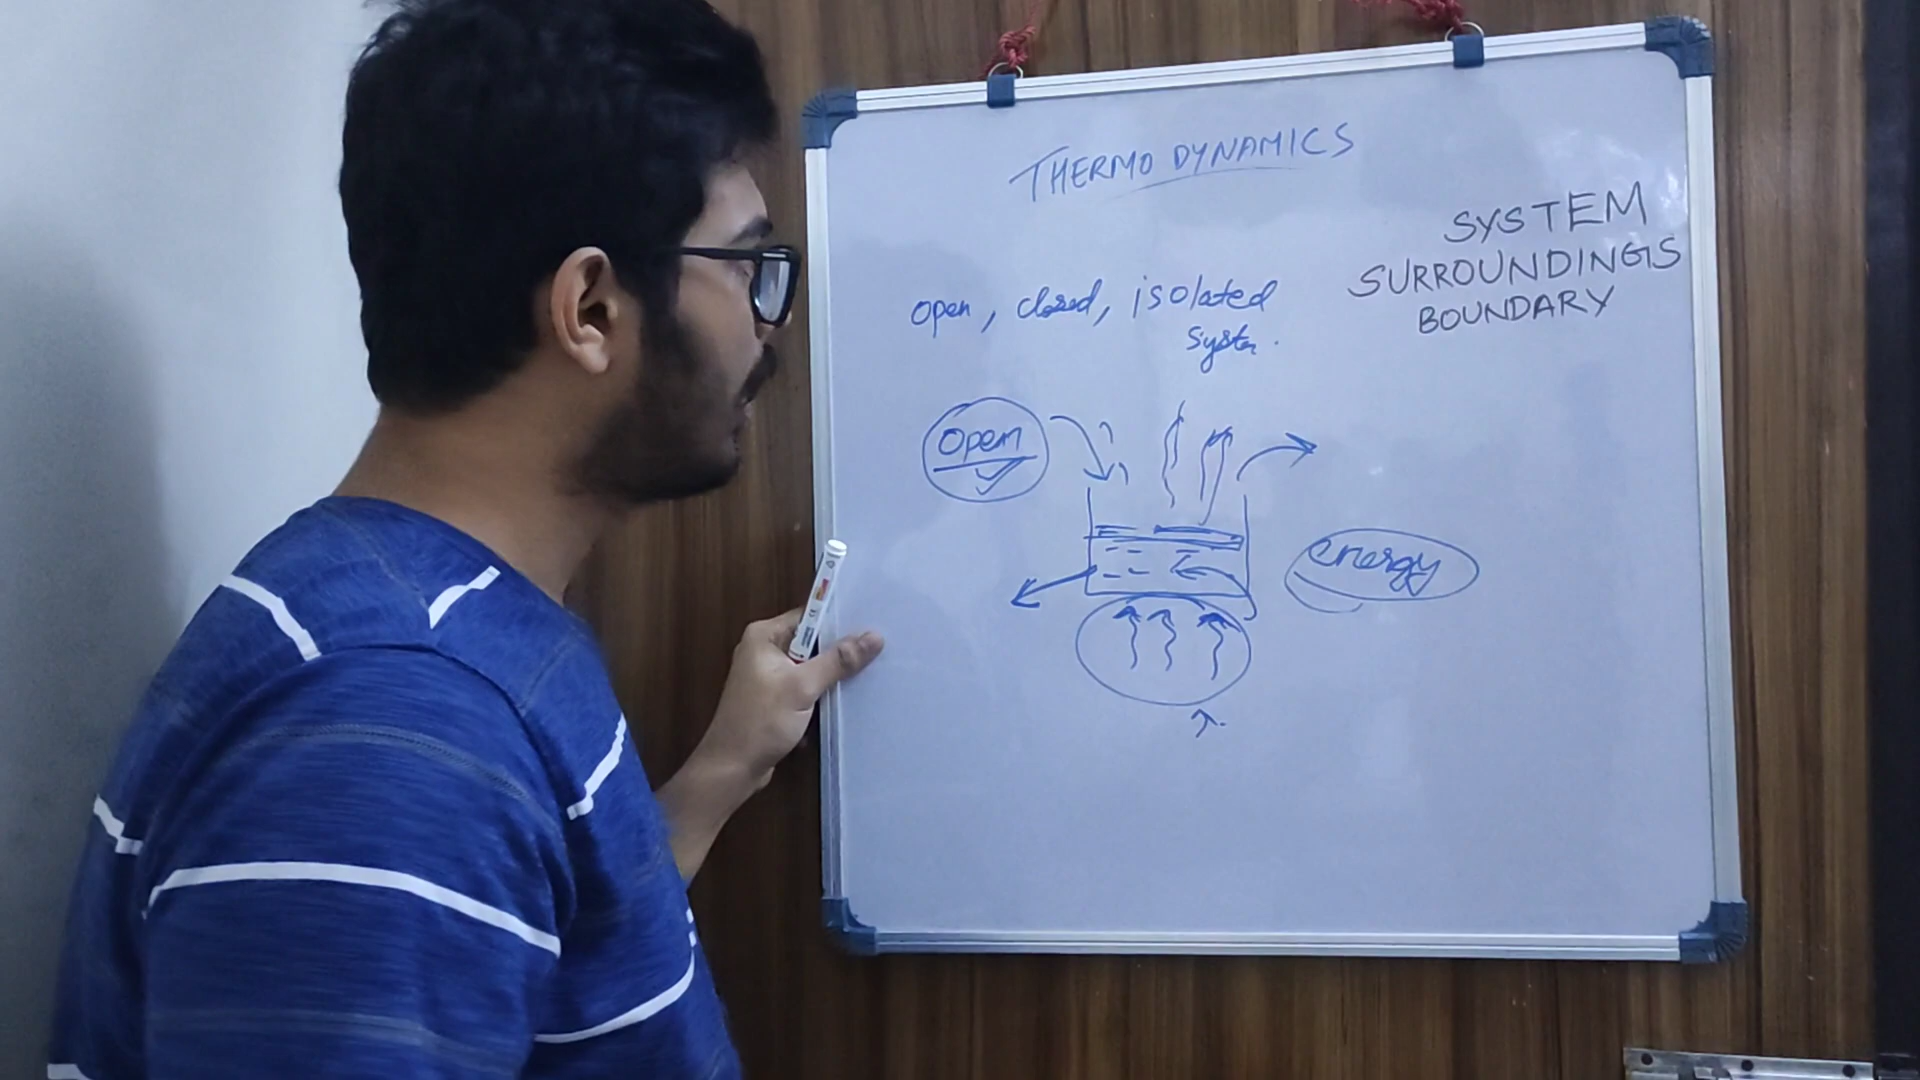 THERMO DYNAMICS
SYSTEM
SURROUNDINGS
BOUNDARY
open, closed, isolated
system.
open
energy